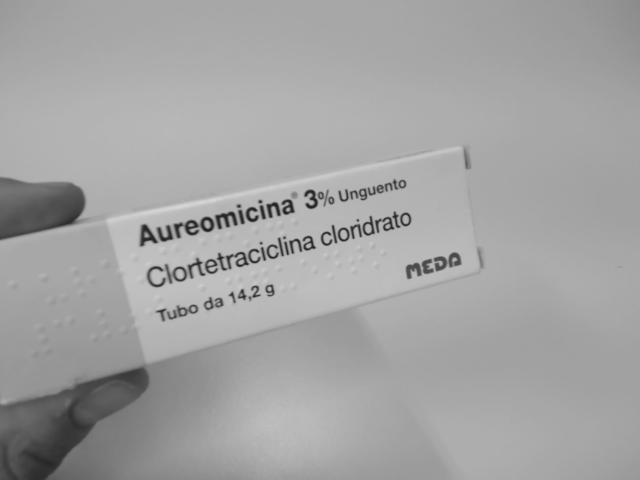 Aureomicina® 3% Unguento
Clortetraciclina cloridrato
Tubo da 14,2 g
MEDA